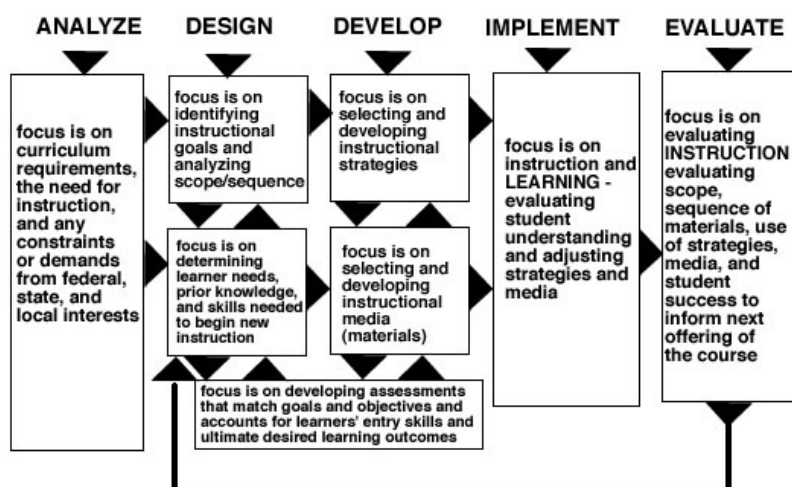 ANALYZE DESIGN DEVELOP IMPLEMENT EVALUATE
focus is on
curriculum
requirements,
the need for
instruction,
and any
constraints
or demands
from federal,
state, and
local interests
focus is on
identifying
instructional
goals and
analyzing
scope/sequence
focus is on
determining
learner needs,
prior knowledge,
and skills needed
to begin new
instruction
focus is on
selecting and
developing
instructional
strategies
focus is on
selecting and
developing
instructional
media
(materials)
focus is on developing assessments
that match goals and objectives and
accounts for learners' entry skills and
ultimate desired learning outcomes
focus is on
instruction and
LEARNING -
evaluating
student
understanding
and adjusting
strategies and
media
focus is on
evaluating
INSTRUCTION
evaluating
scope,
sequence of
materials, use
of strategies,
media, and
student
success to
inform next
offering of
the course